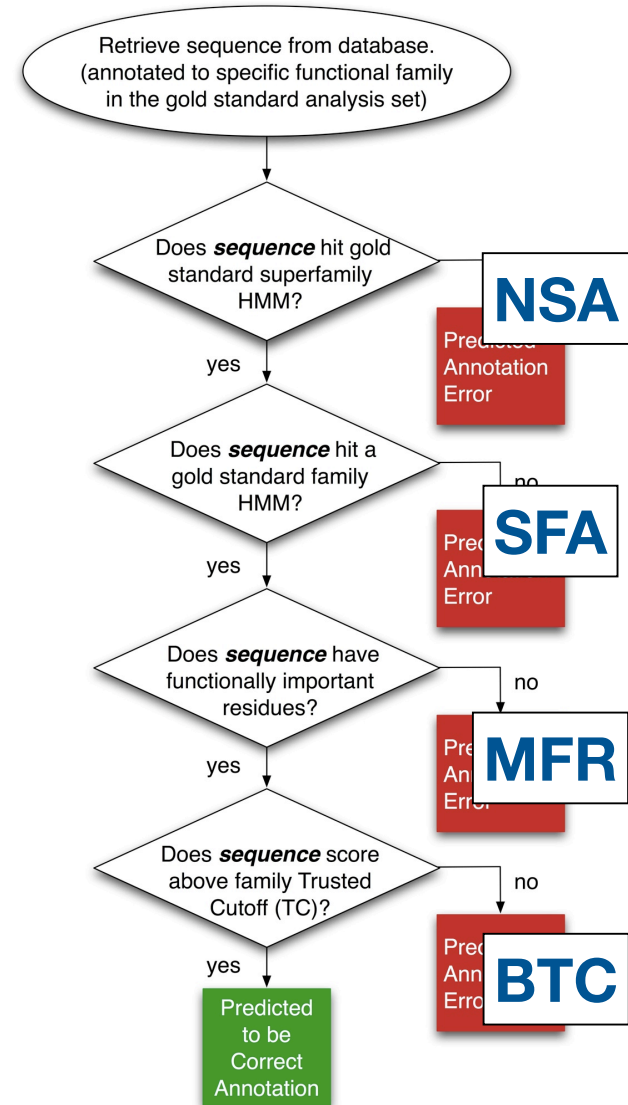 Retrieve sequence from database.
(annotated to specific functional family
in the gold standard analysis set)
Does sequence hit gold
standard superfamily
HMM?
NSA
Annotation
Error
yes
Does sequence hit a
gold standard family
HMM?
no
SFA
Error
yes
Does sequence have
functionally important
residues?
no
MFR
yes
Does sequence score
above family Trusted
Cutoff (TC)?
no
BTC
yes
Predicted
to be
Correct
Annotation